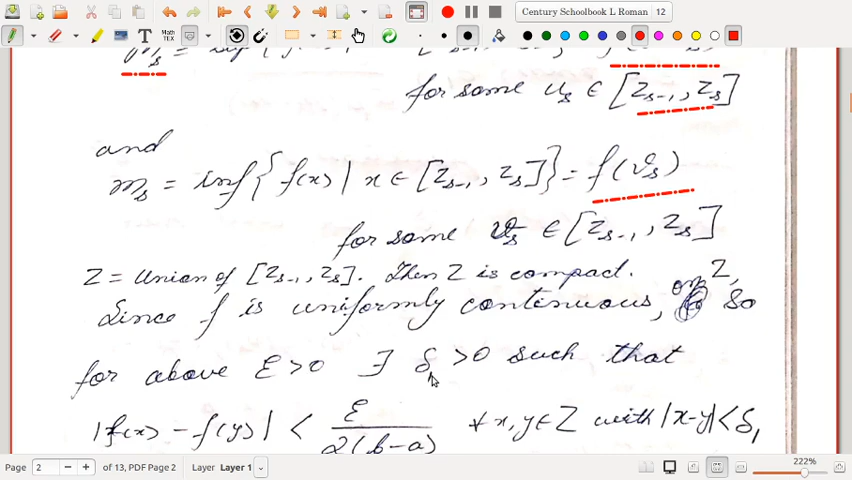 Century Schoolbook L Roman 12
T Math TEX
for some u_s ∈ [Z_{s-1}, Z_s]
and
m_s = inf { f(x) | x ∈ [Z_{s-1}, Z_s] } = f(v_s)
for some v_s ∈ [Z_{s-1}, Z_s]
Z = Union of [Z_{s-1}, Z_s]. Then Z is compact.
Since f is uniformly continuous, on Z, so
for above ε > 0 ∃ δ > 0 such that
|f(x) - f(y)| < ε / 2(b-a) ∀ x, y ∈ Z with |x-y| < δ,
Page 2 of 13, PDF Page 2 Layer Layer 1 222%